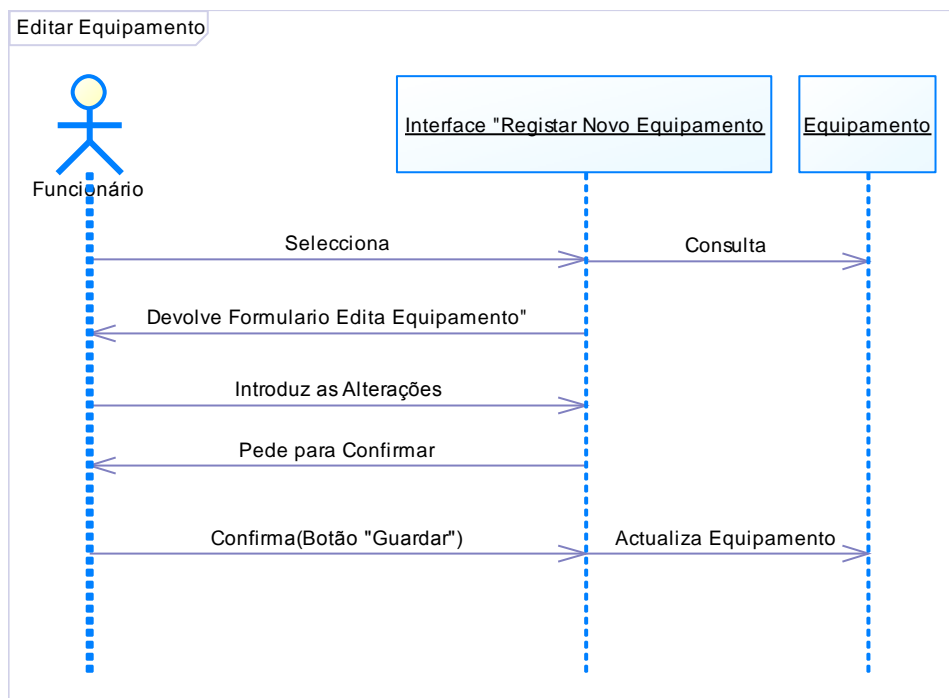 Editar Equipamento
Interface "Registar Novo Equipamento
Equipamento
Funcionário
Selecciona
Consulta
Devolve Formulario Edita Equipamento"
Introduz as Alterações
Pede para Confirmar
Confirma(Botão "Guardar")
Actualiza Equipamento